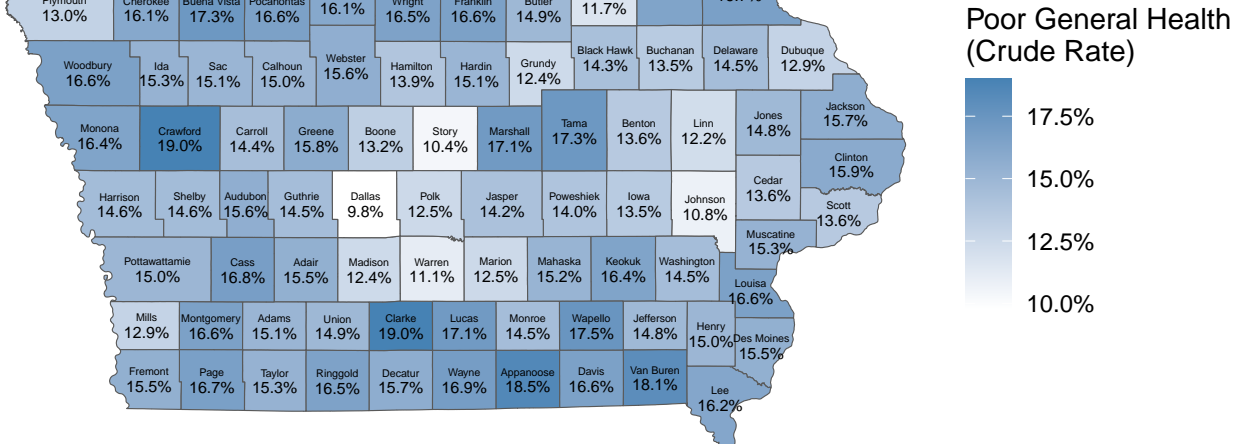 Plymouth
13.0%
Cherokee
16.1%
Buena Vista
17.3%
Pocahontas
16.6%
16.1%
Wright
16.5%
Franklin
16.6%
Butler
14.9%
11.7%
Woodbury
16.6%
Ida
15.3%
Sac
15.1%
Calhoun
15.0%
Webster
15.6%
Hamilton
13.9%
Hardin
15.1%
Grundy
12.4%
Black Hawk
14.3%
Buchanan
13.5%
Delaware
14.5%
Dubuque
12.9%
Monona
16.4%
Crawford
19.0%
Carroll
14.4%
Greene
15.8%
Boone
13.2%
Story
10.4%
Marshall
17.1%
Tama
17.3%
Benton
13.6%
Linn
12.2%
Jones
14.8%
Jackson
15.7%
Clinton
15.9%
Harrison
14.6%
Shelby
14.6%
Audubon
15.6%
Guthrie
14.5%
Dallas
9.8%
Polk
12.5%
Jasper
14.2%
Poweshiek
14.0%
Iowa
13.5%
Johnson
10.8%
Cedar
13.6%
Scott
13.6%
Muscatine
15.3%
Pottawattamie
15.0%
Cass
16.8%
Adair
15.5%
Madison
12.4%
Warren
11.1%
Marion
12.5%
Mahaska
15.2%
Keokuk
16.4%
Washington
14.5%
Louisa
16.6%
Mills
12.9%
Montgomery
16.6%
Adams
15.1%
Union
14.9%
Clarke
19.0%
Lucas
17.1%
Monroe
14.5%
Wapello
17.5%
Jefferson
14.8%
Henry
15.0%
Des Moines
15.5%
Fremont
15.5%
Page
16.7%
Taylor
15.3%
Ringgold
16.5%
Decatur
15.7%
Wayne
16.9%
Appanoose
18.5%
Davis
16.6%
Van Buren
18.1%
Lee
16.2%
Poor General Health
(Crude Rate)
17.5%
15.0%
12.5%
10.0%